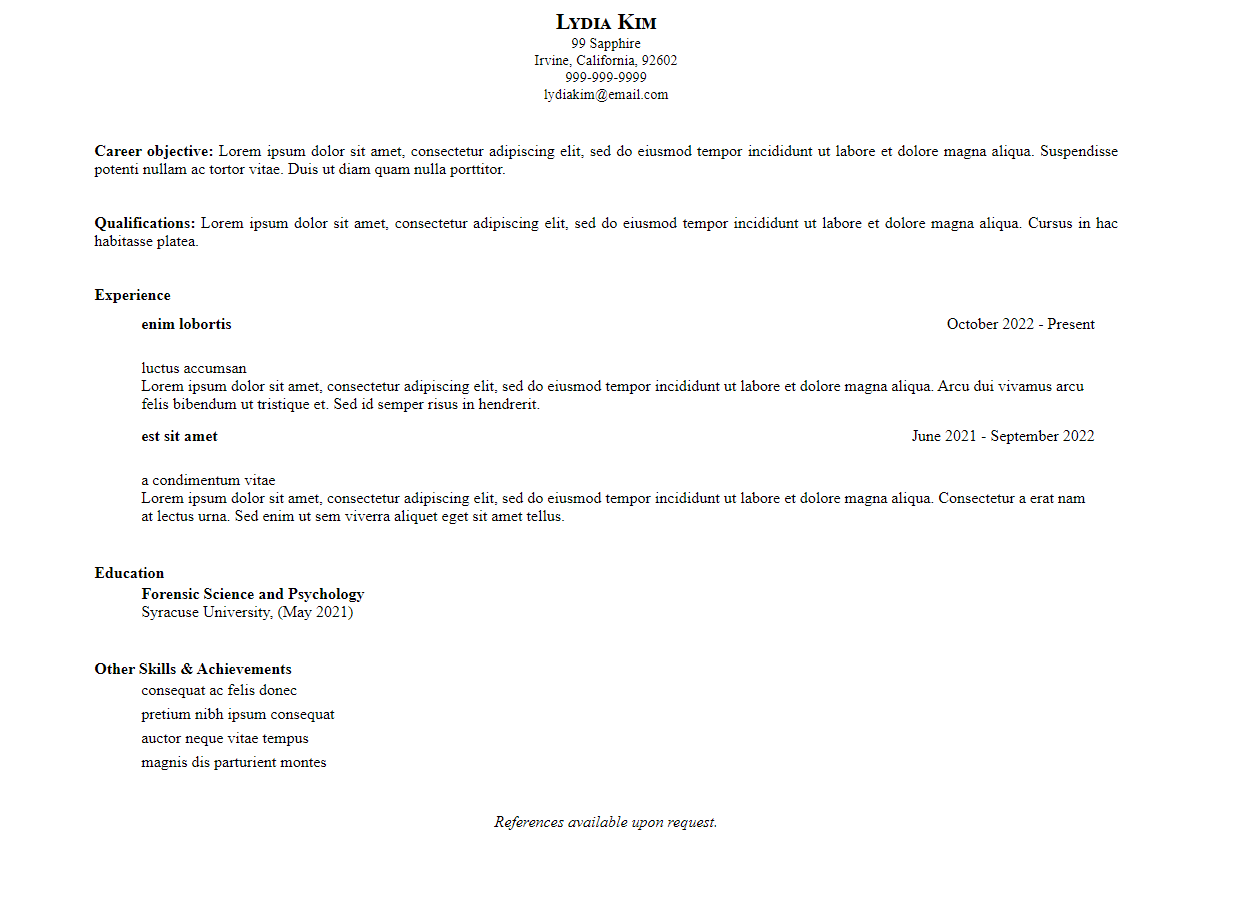 Lydia Kim
99 Sapphire
Irvine, California, 92602
999-999-9999
lydiakim@email.com
Career objective: Lorem ipsum dolor sit amet, consectetur adipiscing elit, sed do eiusmod tempor incididunt ut labore et dolore magna aliqua. Suspendisse
potenti nullam ac tortor vitae. Duis ut diam quam nulla porttitor.
Qualifications: Lorem ipsum dolor sit amet, consectetur adipiscing elit, sed do eiusmod tempor incididunt ut labore et dolore magna aliqua. Cursus in hac
habitasse platea.
Experience
enim lobortis October 2022 - Present
luctus accumsan
Lorem ipsum dolor sit amet, consectetur adipiscing elit, sed do eiusmod tempor incididunt ut labore et dolore magna aliqua. Arcu dui vivamus arcu
felis bibendum ut tristique et. Sed id semper risus in hendrerit.
est sit amet June 2021 - September 2022
a condimentum vitae
Lorem ipsum dolor sit amet, consectetur adipiscing elit, sed do eiusmod tempor incididunt ut labore et dolore magna aliqua. Consectetur a erat nam
at lectus urna. Sed enim ut sem viverra aliquet eget sit amet tellus.
Education
Forensic Science and Psychology
Syracuse University, (May 2021)
Other Skills & Achievements
consequat ac felis donec
pretium nibh ipsum consequat
auctor neque vitae tempus
magnis dis parturient montes
References available upon request.